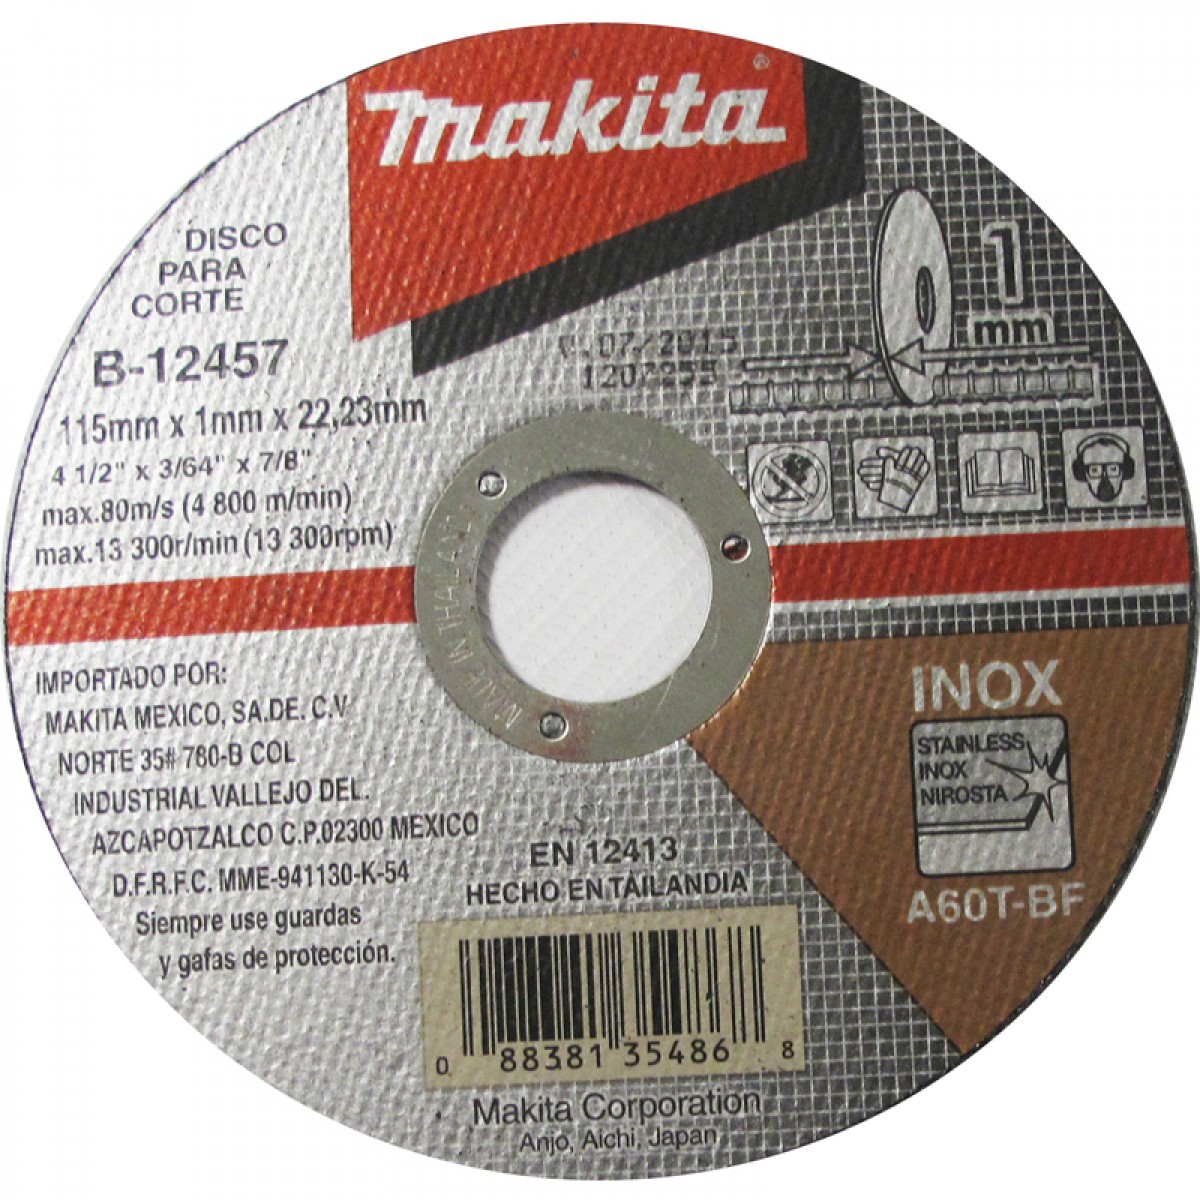 makita®
DISCO
PARA
CORTE
B-12457
115mm x 1mm x 22,23mm
4 1/2" x 3/64" x 7/8"
max.80m/s (4 800 m/min)
max.13 300r/min (13 300rpm)
1
mm
07/2015
MADE IN THAILAND
IMPORTADO POR:
MAKITA MEXICO, SA.DE. C.V
NORTE 35# 780-B COL
INDUSTRIAL VALLEJO DEL.
AZCAPOTZALCO C.P.02300 MEXICO
D.F.R.F.C. MME-941130-K-54
Siempre use guardas
y gafas de protección.
INOX
STAINLESS
INOX
NIROSTA
A60T-BF
EN 12413
HECHO EN TAILANDIA
0 88381 35486 8
Makita Corporation
Anjo, Aichi, Japan